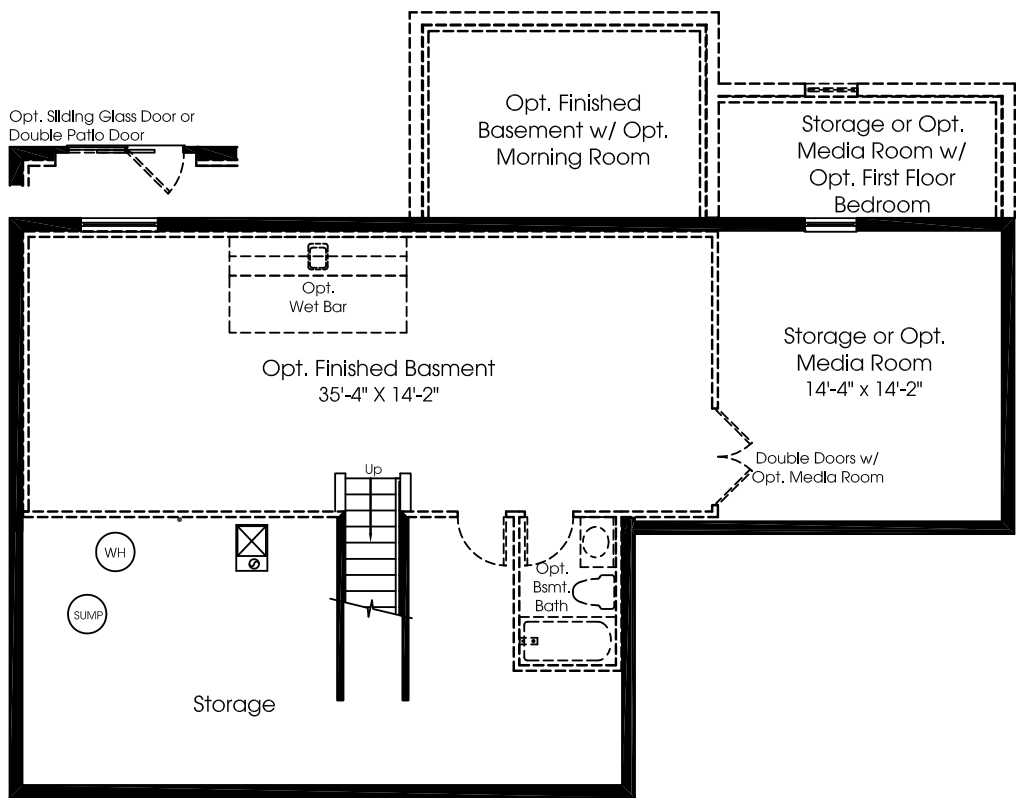 Opt. Finished
Basement w/ Opt.
Morning Room
Opt. Sliding Glass Door or
Double Patio Door
Storage or Opt.
Media Room w/
Opt. First Floor
Bedroom
Opt.
Wet Bar
Storage or Opt.
Media Room
14'-4" x 14'-2"
Opt. Finished Basment
35'-4" X 14'-2"
Double Doors w/
Opt. Media Room
Up
WH
Opt.
Bsmt.
Bath
SUMP
Storage